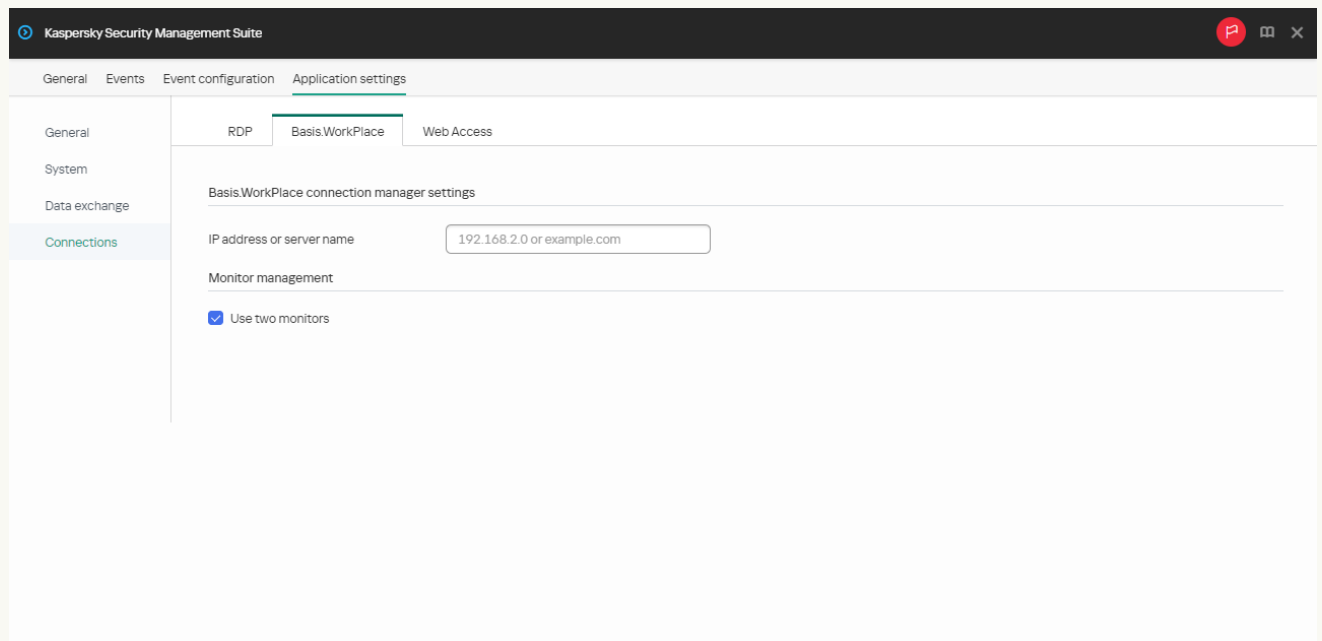 Kaspersky Security Management Suite
General Events Event configuration Application settings
General
System
Data exchange
Connections
RDP Basis.WorkPlace Web Access
Basis.WorkPlace connection manager settings
IP address or server name 192.168.2.0 or example.com
Monitor management
Use two monitors